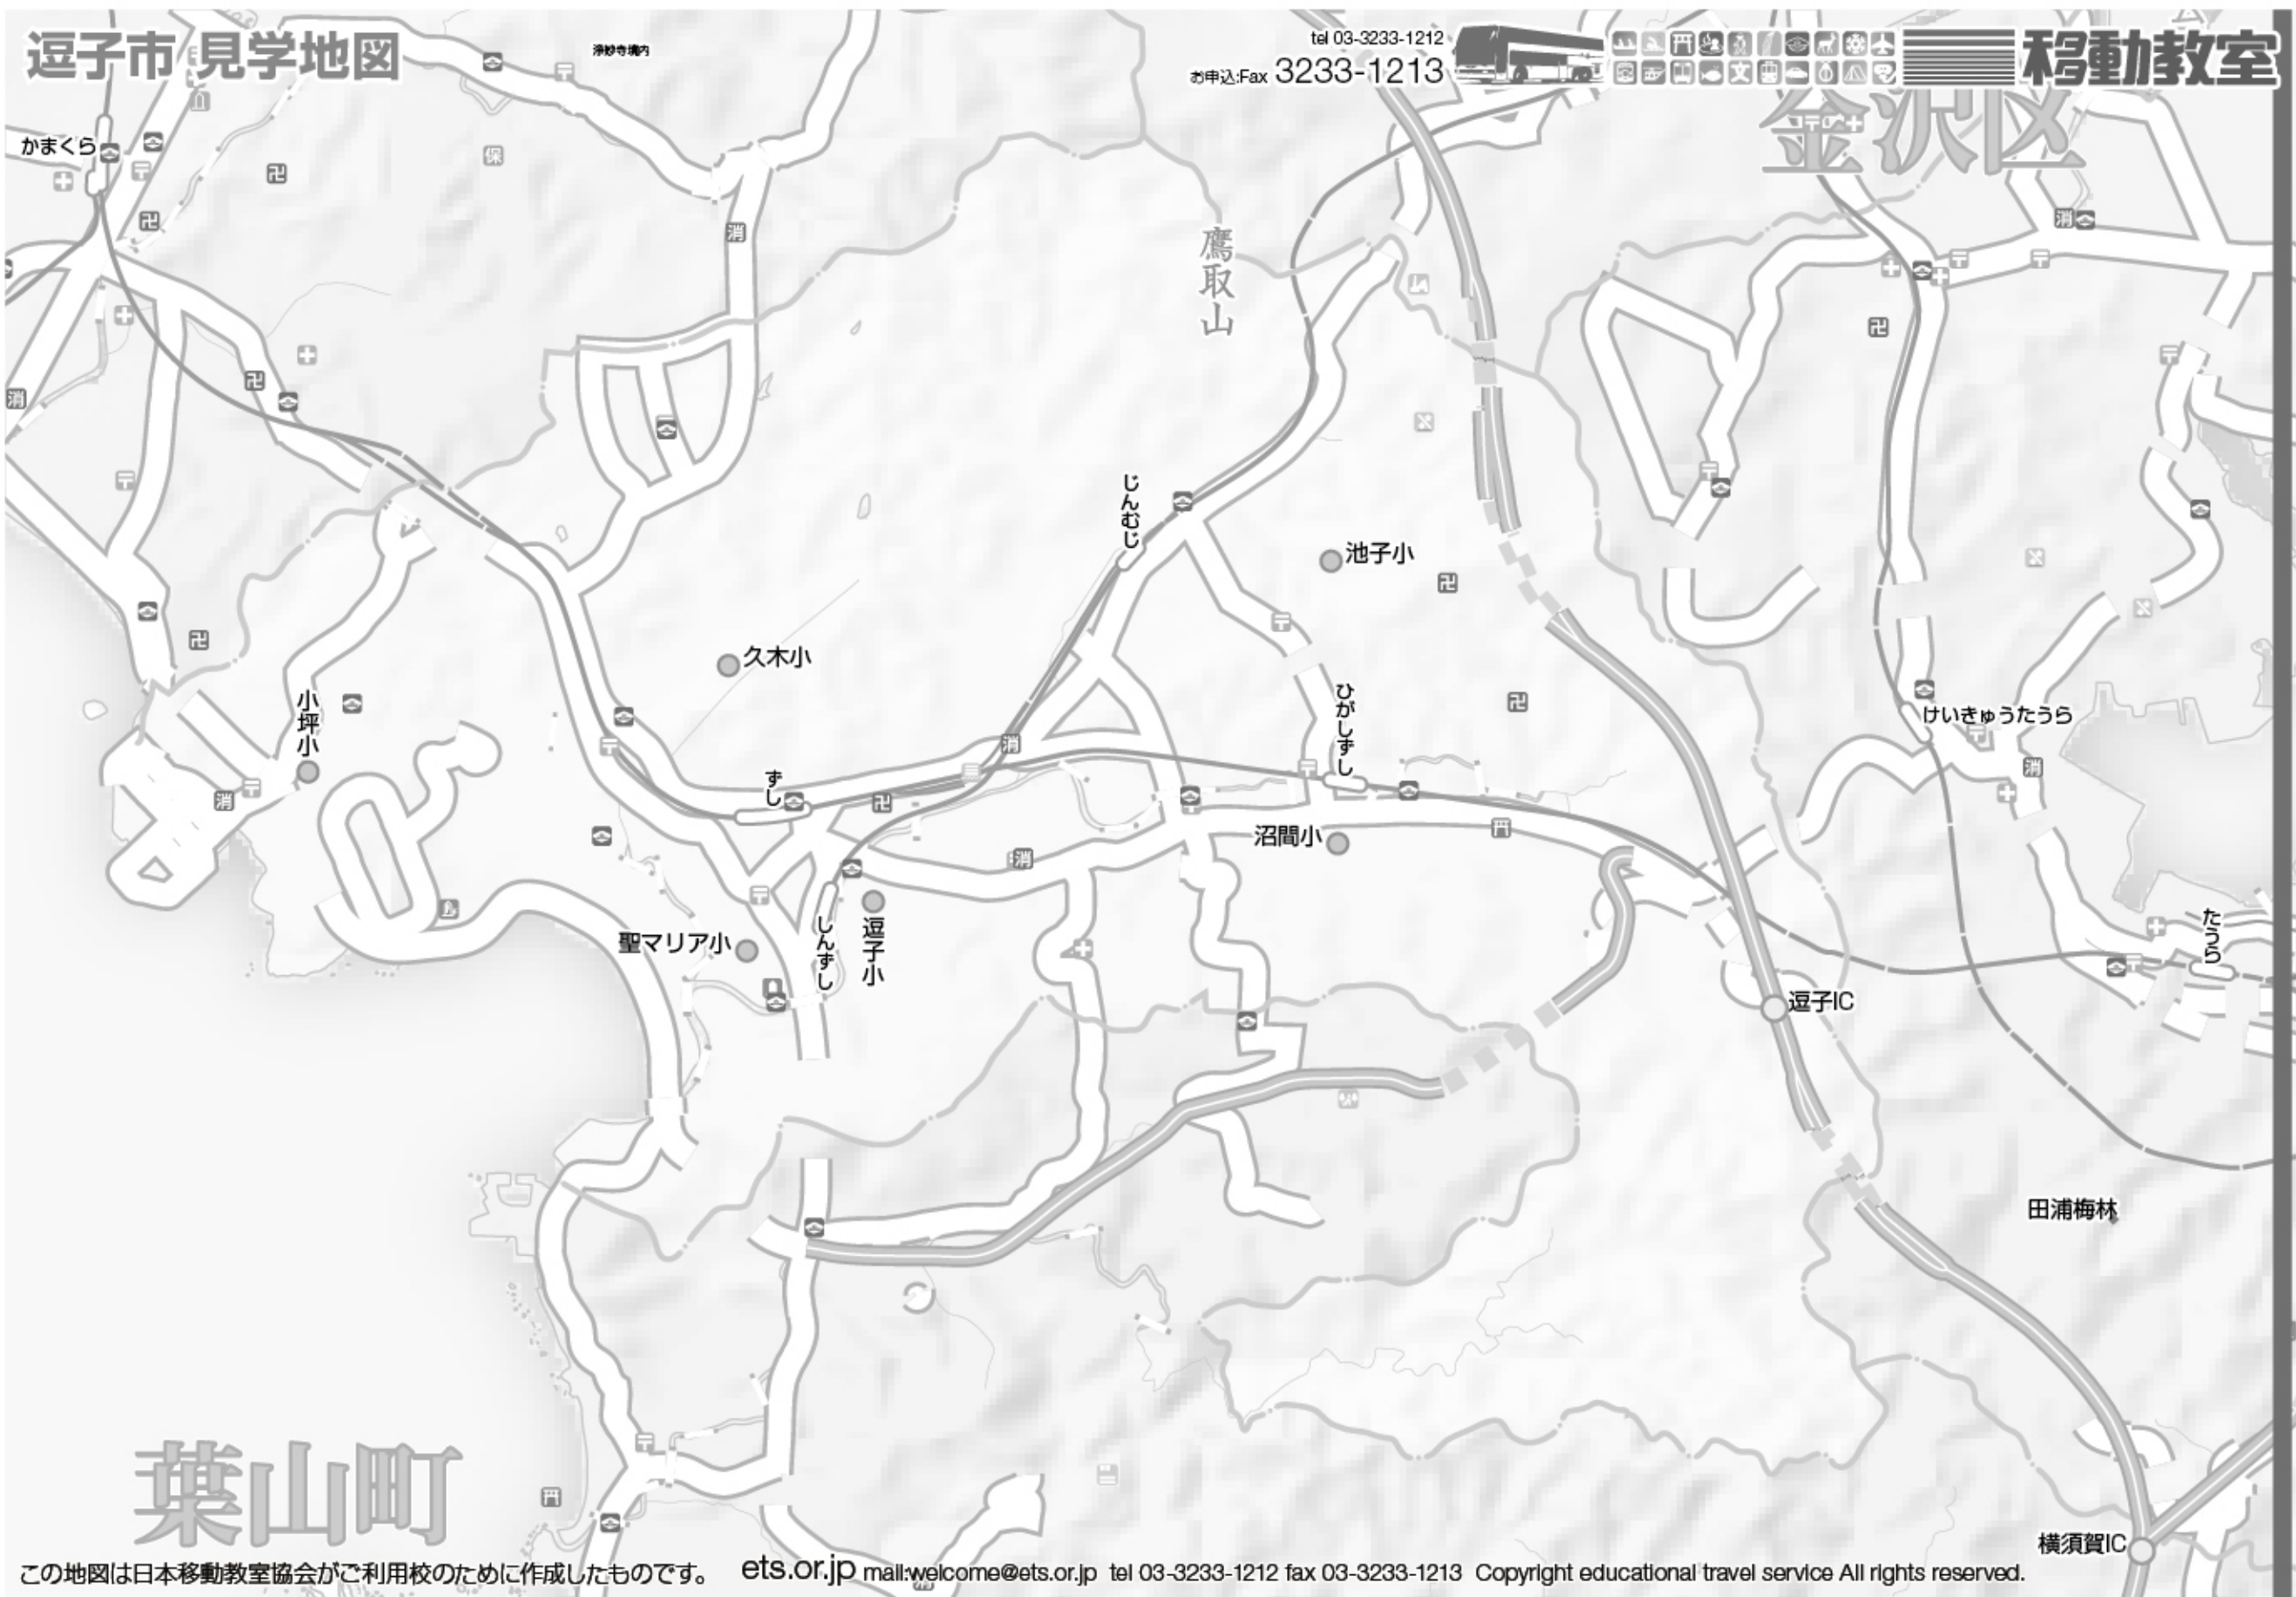 逗子市 見学地図
浄妙寺境内
tel 03-3233-1212
お申込:Fax 3233-1213
移動教室
金沢区
かまくら
保
消
鷹取山
消
じんむじ
池子小
久木小
小坪小
ひがしずし
けいきゅうたうら
消
ずし
消
消
沼間小
消
しんずし
逗子小
聖マリア小
たうら
逗子IC
田浦梅林
葉山町
横須賀IC
この地図は日本移動教室協会がご利用校のために作成したものです。 ets.or.jp mail:welcome@ets.or.jp tel 03-3233-1212 fax 03-3233-1213 Copyright educational travel service All rights reserved.